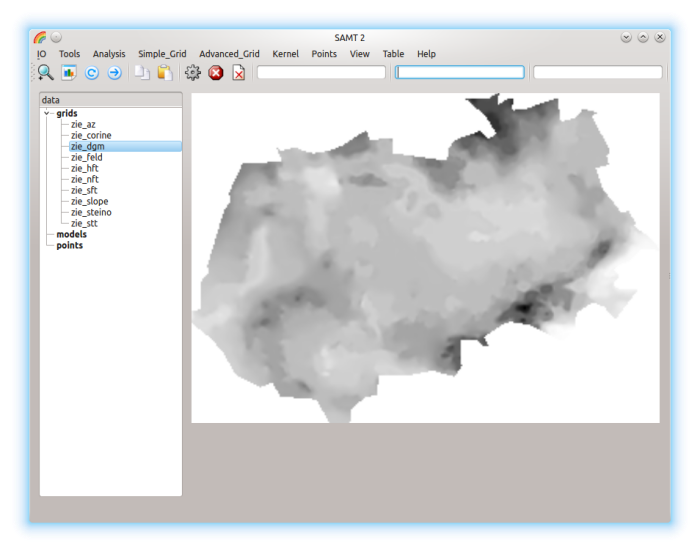 SAMT 2
IO Tools Analysis Simple_Grid Advanced_Grid Kernel Points View Table Help
data
grids
zie_az
zie_corine
zie_dgm
zie_feld
zie_hft
zie_nft
zie_sft
zie_slope
zie_steino
zie_stt
models
points